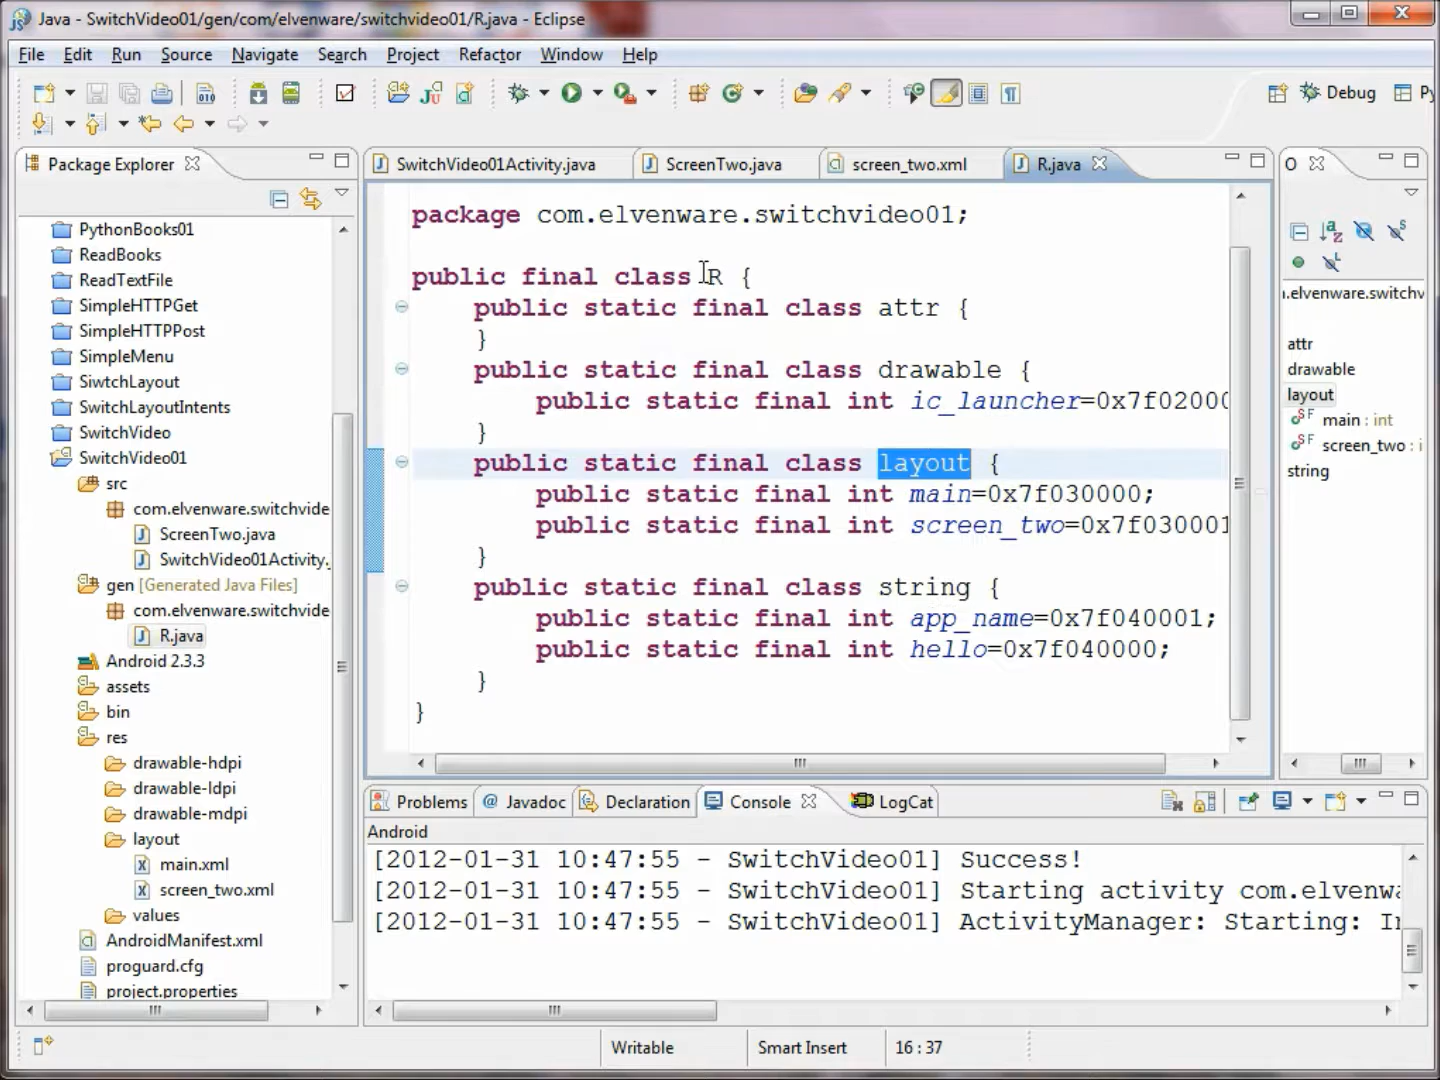 Java - SwitchVideo01/gen/com/elvenware/switchvideo01/R.java - Eclipse
File Edit Run Source Navigate Search Project Refactor Window Help
Debug Py
Package Explorer
SwitchVideo01Activity.java ScreenTwo.java screen_two.xml R.java O
PythonBooks01
ReadBooks
ReadTextFile
SimpleHTTPGet
SimpleHTTPPost
SimpleMenu
SiwtchLayout
SwitchLayoutIntents
SwitchVideo
SwitchVideo01
src
com.elvenware.switchvide
ScreenTwo.java
SwitchVideo01Activity.
gen [Generated Java Files]
com.elvenware.switchvide
R.java
Android 2.3.3
assets
bin
res
drawable-hdpi
drawable-ldpi
drawable-mdpi
layout
main.xml
screen_two.xml
values
AndroidManifest.xml
proguard.cfg
project.properties
package com.elvenware.switchvideo01;
public final class R {
public static final class attr {
}
public static final class drawable {
public static final int ic_launcher=0x7f02000
}
public static final class layout {
public static final int main=0x7f030000;
public static final int screen_two=0x7f030001
}
public static final class string {
public static final int app_name=0x7f040001;
public static final int hello=0x7f040000;
}
}
.elvenware.switchv
attr
drawable
layout
main : int
screen_two : i
string
Problems @ Javadoc Declaration Console LogCat
Android
[2012-01-31 10:47:55 - SwitchVideo01] Success!
[2012-01-31 10:47:55 - SwitchVideo01] Starting activity com.elvenwa
[2012-01-31 10:47:55 - SwitchVideo01] ActivityManager: Starting: In
Writable Smart Insert 16 : 37